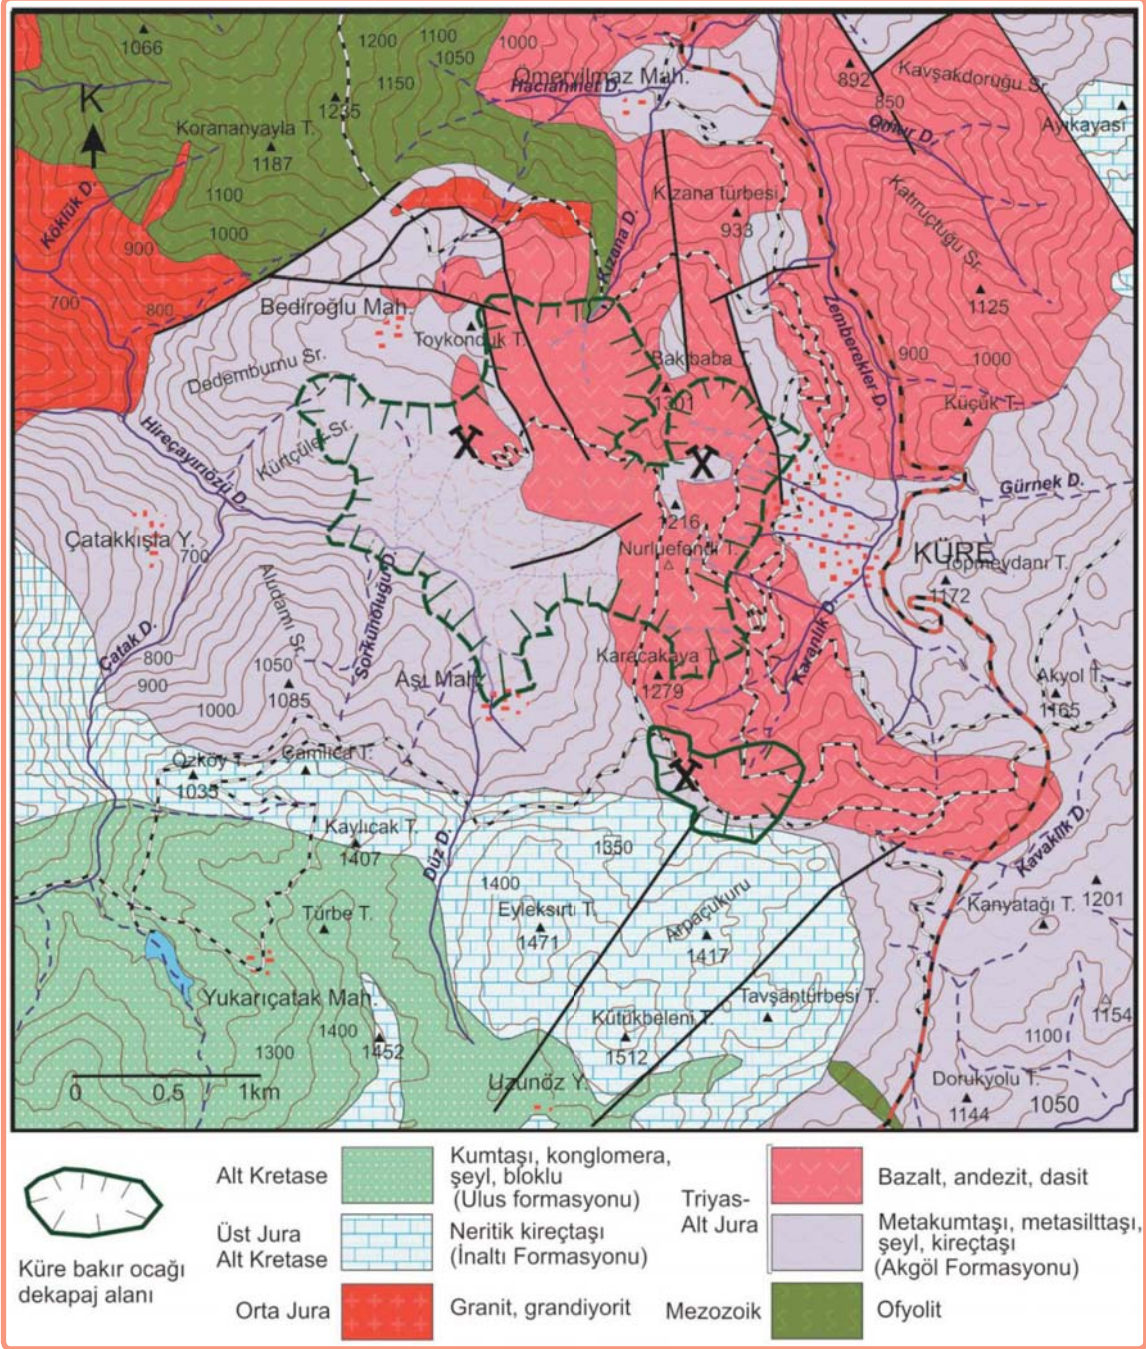 1066
1200
1100
1050
1000
1150
Ömeryılmaz Mah.
Hacıahmet D.
892
Kavşakdoruğu Sr.
850
Ayıkayası
K
1235
Korananyayla T.
1187
1100
1000
Köklük D.
900
700
800
Kızana türbesi
933
Kızana D.
Katıruçtuğu Sr.
1125
Bediroğlu Mah.
Toykonduk T.
Zemberekler D.
900
1000
Dedemburnu Sr.
Bakibaba T.
1301
Küçük T.
Kürtçüler Sr.
Hireçayırıözü D.
Gürnek D.
Çatakkışla Y.
700
1216
Nurluefendi T.
KÜRE
Topmeydanı T.
1172
Aludamı Sr.
Sorkunoluğu D.
Çatak D.
800
900
1050
1085
1000
Aşı Mah.
Karacakaya T.
1279
Karanlık D.
Akyol T.
1165
Özköy T.
1035
Camlıca T.
Kaylıcak T.
1407
Düz D.
1350
Kavaklık D.
1400
Eyleksırtı T.
1471
Arpaçukuru
1417
1201
Kanyatağı T.
Türbe T.
Yukarıçatak Mah.
1400
1452
1300
Kütükbeleni T.
1512
Tavşantürbesi T.
1154
1100
Uzunöz Y.
Dorukyolu T.
1144
1050
0
0,5
1km
Küre bakır ocağı
dekapaj alanı
Alt Kretase
Kumtaşı, konglomera,
şeyl, bloklu
(Ulus formasyonu)
Üst Jura
Alt Kretase
Neritik kireçtaşı
(İnaltı Formasyonu)
Orta Jura
Granit, grandiyorit
Triyas-
Alt Jura
Bazalt, andezit, dasit
Metakumtaşı, metasilttaşı,
şeyl, kireçtaşı
(Akgöl Formasyonu)
Mezozoik
Ofyolit